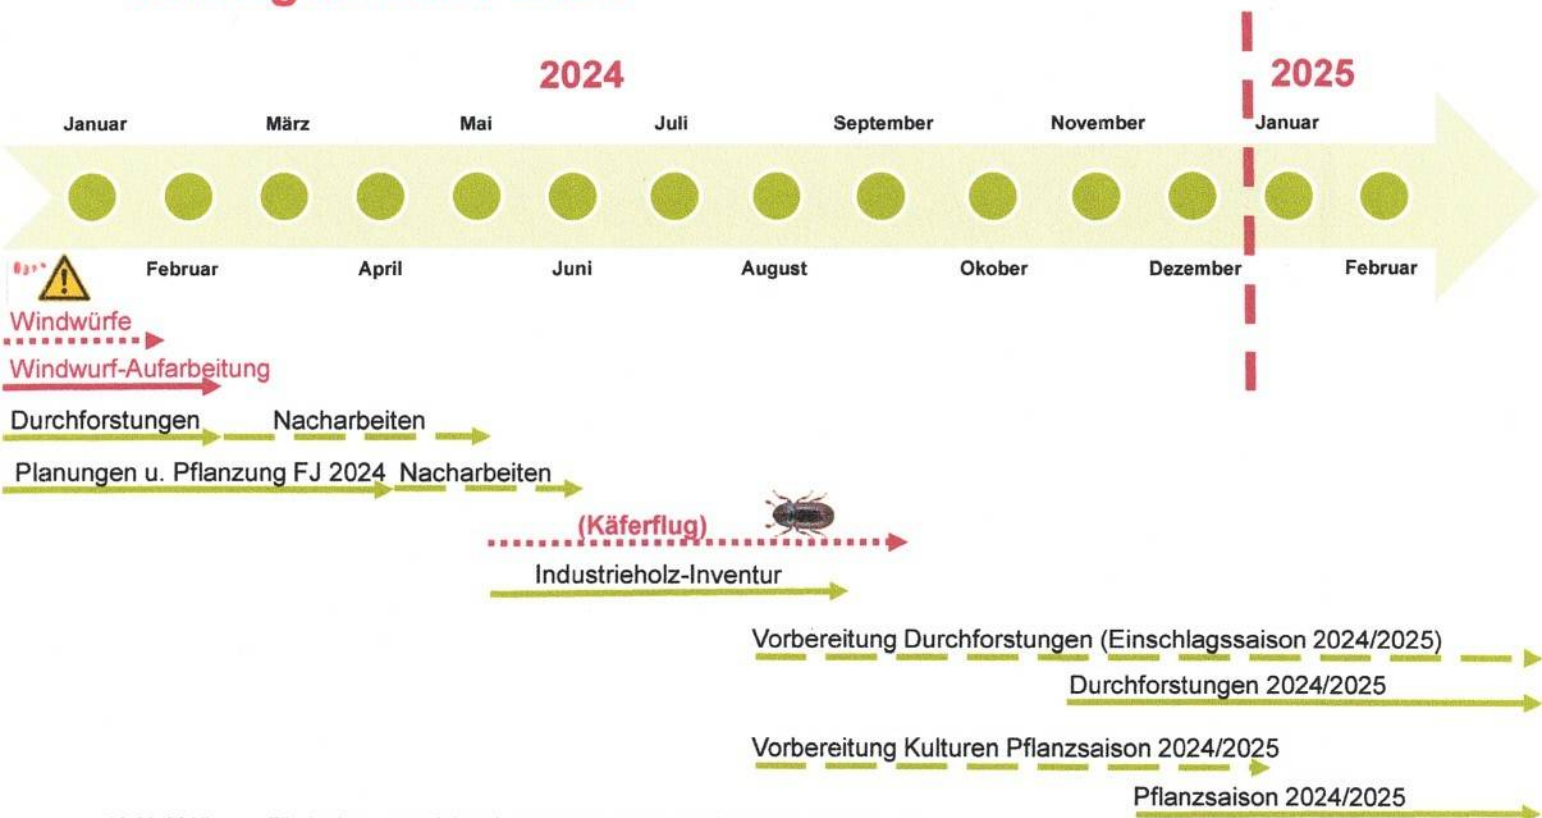 2024
2025
Januar
März
Mai
Juli
September
November
Januar
Februar
April
Juni
August
Okober
Dezember
Februar
Windwürfe
Windwurf-Aufarbeitung
Durchforstungen Nacharbeiten
Planungen u. Pflanzung FJ 2024 Nacharbeiten
(Käferflug)
Industrieholz-Inventur
Vorbereitung Durchforstungen (Einschlagssaison 2024/2025)
Durchforstungen 2024/2025
Vorbereitung Kulturen Pflanzsaison 2024/2025
Pflanzsaison 2024/2025